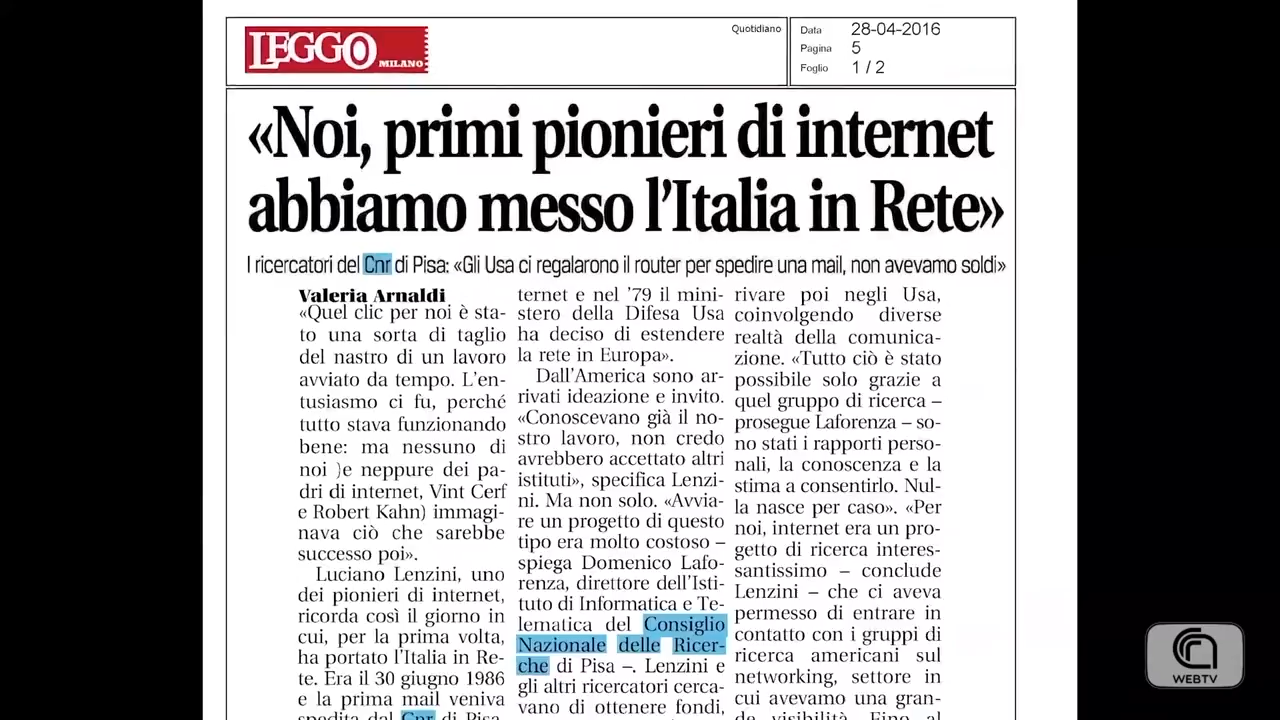 LEGGO MILANO
Quotidiano
Data 28-04-2016
Pagina 5
Foglio 1 / 2
«Noi, primi pionieri di internet
abbiamo messo l'Italia in Rete»
I ricercatori del Cnr di Pisa: «Gli Usa ci regalarono il router per spedire una mail, non avevamo soldi»
Valeria Arnaldi
«Quel clic per noi è sta-
to una sorta di taglio
del nastro di un lavoro
avviato da tempo. L'en-
tusiasmo ci fu, perché
tutto stava funzionando
bene: ma nessuno di
noi )e neppure dei pa-
dri di internet, Vint Cerf
e Robert Kahn) immagi-
nava ciò che sarebbe
successo poi».
Luciano Lenzini, uno
dei pionieri di internet,
ricorda così il giorno in
cui, per la prima volta,
ha portato l'Italia in Re-
te. Era il 30 giugno 1986
e la prima mail veniva
spedita dal Cnr di Pisa
ternet e nel '79 il mini-
stero della Difesa Usa
ha deciso di estendere
la rete in Europa».
Dall'America sono ar-
rivati ideazione e invito.
«Conoscevano già il no-
stro lavoro, non credo
avrebbero accettato altri
istituti», specifica Lenzi-
ni. Ma non solo. «Avvia-
re un progetto di questo
tipo era molto costoso –
spiega Domenico Lafo-
renza, direttore dell'Isti-
tuto di Informatica e Te-
lematica del Consiglio
Nazionale delle Ricer-
che di Pisa –. Lenzini e
gli altri ricercatori cerca-
vano di ottenere fondi,
rivare poi negli Usa,
coinvolgendo diverse
realtà della comunica-
zione. «Tutto ciò è stato
possibile solo grazie a
quel gruppo di ricerca –
prosegue Laforenza – so-
no stati i rapporti perso-
nali, la conoscenza e la
stima a consentirlo. Nul-
la nasce per caso». «Per
noi, internet era un pro-
getto di ricerca interes-
santissimo – conclude
Lenzini – che ci aveva
permesso di entrare in
contatto con i gruppi di
ricerca americani sul
networking, settore in
cui avevamo una gran-
de visibilità. Fino al
WEBTV